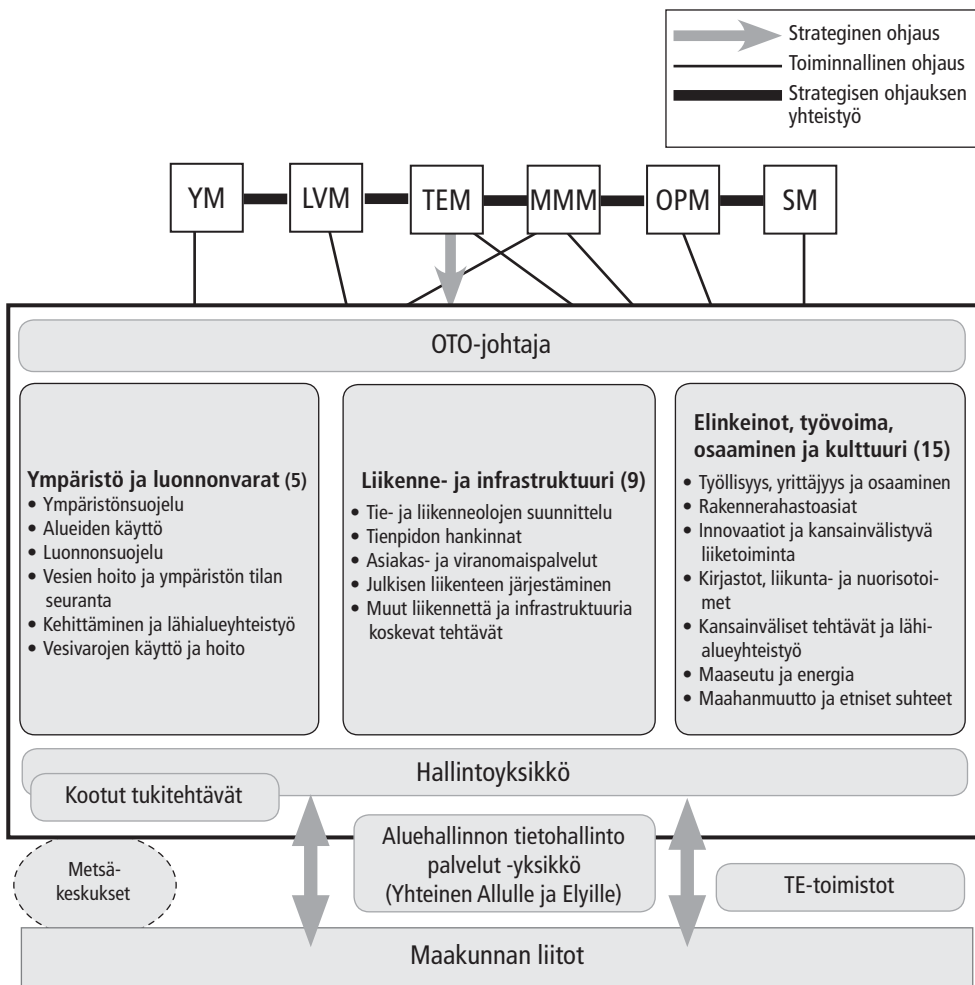 Strateginen ohjaus
Toiminnallinen ohjaus
Strategisen ohjauksen
yhteistyö
YM
LVM
TEM
MMM
OPM
SM
OTO-johtaja
Ympäristö ja luonnonvarat (5)
• Ympäristönsuojelu
• Alueiden käyttö
• Luonnonsuojelu
• Vesien hoito ja ympäristön tilan
seuranta
• Kehittäminen ja lähialueyhteistyö
• Vesivarojen käyttö ja hoito
Liikenne- ja infrastruktuuri (9)
• Tie- ja liikenneolojen suunnittelu
• Tienpidon hankinnat
• Asiakas- ja viranomaispalvelut
• Julkisen liikenteen järjestäminen
• Muut liikennettä ja infrastruktuuria
koskevat tehtävät
Elinkeinot, työvoima,
osaaminen ja kulttuuri (15)
• Työllisyys, yrittäjyys ja osaaminen
• Rakennerahastoasiat
• Innovaatiot ja kansainvälistyvä
liiketoiminta
• Kirjastot, liikunta- ja nuorisotoi-
met
• Kansainväliset tehtävät ja lähi-
alueyhteistyö
• Maaseutu ja energia
• Maahanmuutto ja etniset suhteet
Hallintoyksikkö
Kootut tukitehtävät
Aluehallinnon tietohallinto
palvelut -yksikkö
(Yhteinen Allulle ja Elyille)
Metsä-
keskukset
TE-toimistot
Maakunnan liitot